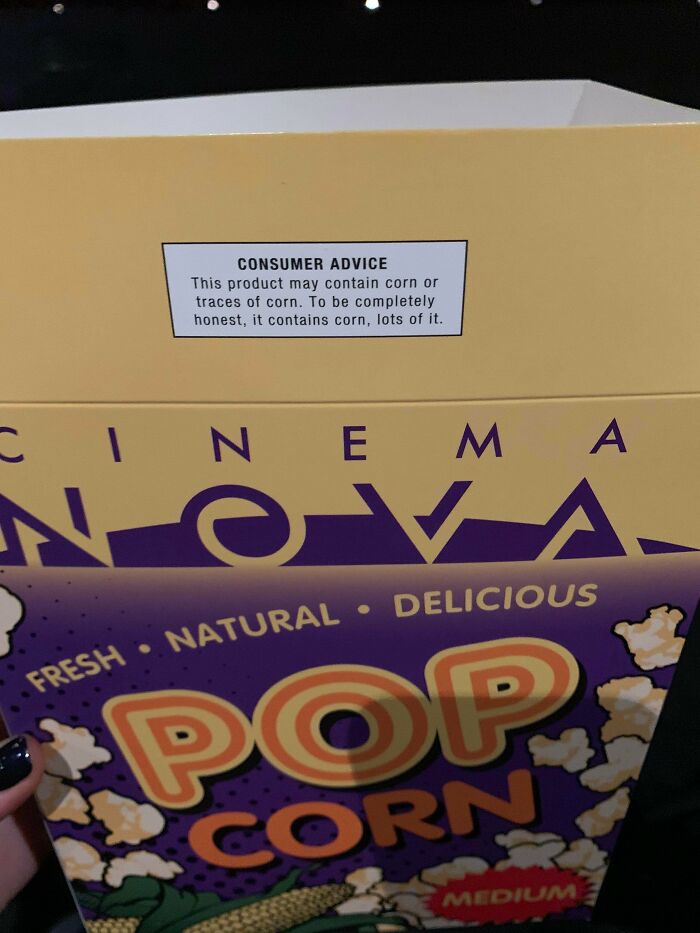 CONSUMER ADVICE
This product may contain corn or
traces of corn. To be completely
honest, it contains corn, lots of it.
CINEMA
NOVA
FRESH • NATURAL • DELICIOUS
POP
CORN
MEDIUM